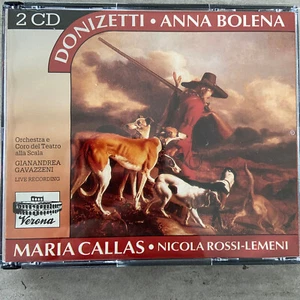 2 CD
DONIZETTI • ANNA BOLENA
Orchestra e
Coro del Teatro
alla Scala
GIANANDREA
GAVAZZENI
LIVE RECORDING
Verona
MARIA CALLAS • NICOLA ROSSI-LEMENI